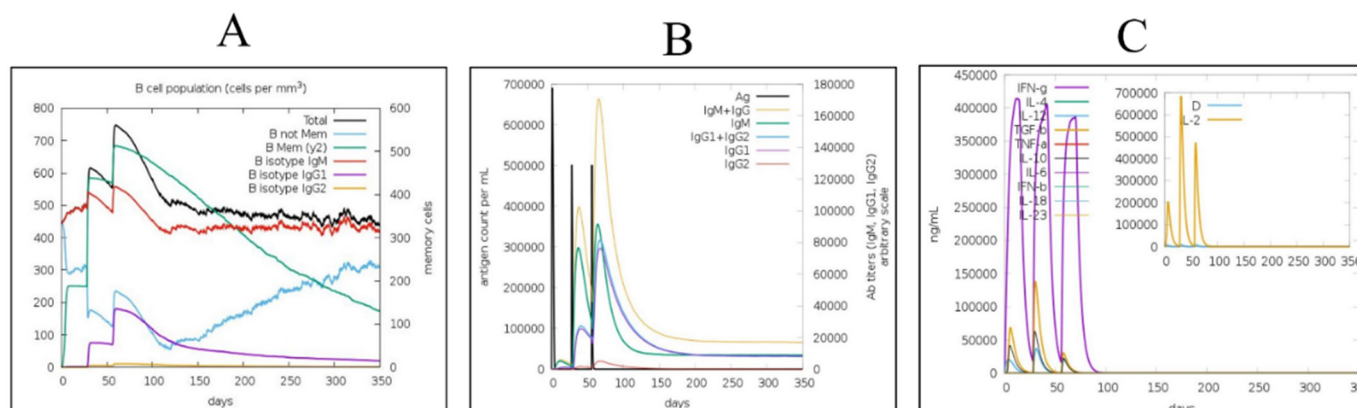 A
B
C
B cell population (cells per mm³)
Total
B not Mem
B Mem (y2)
B isotype IgM
B isotype IgG1
B isotype IgG2
800
700
600
500
400
300
200
100
0
600
500
400
300
200
100
0
memory cells
0 50 100 150 200 250 300 350
days
700000
600000
500000
400000
300000
200000
100000
0
antigen count per mL
Ag
IgM+IgG
IgM
IgG1+IgG2
IgG1
IgG2
180000
160000
140000
120000
100000
80000
60000
40000
20000
0
Ab titers (IgM, IgG1, IgG2)
arbitrary scale
0 50 100 150 200 250 300 350
days
450000
400000
350000
300000
250000
200000
150000
100000
50000
0
ng/mL
IFN-g
IL-4
IL-12
TGF-b
TNF-a
IL-10
IL-6
IFN-b
IL-18
IL-23
700000
600000
500000
400000
300000
200000
100000
0
D
IL-2
0 50 100 150 200 250 300 350
0 50 100 150 200 250 300 350
days